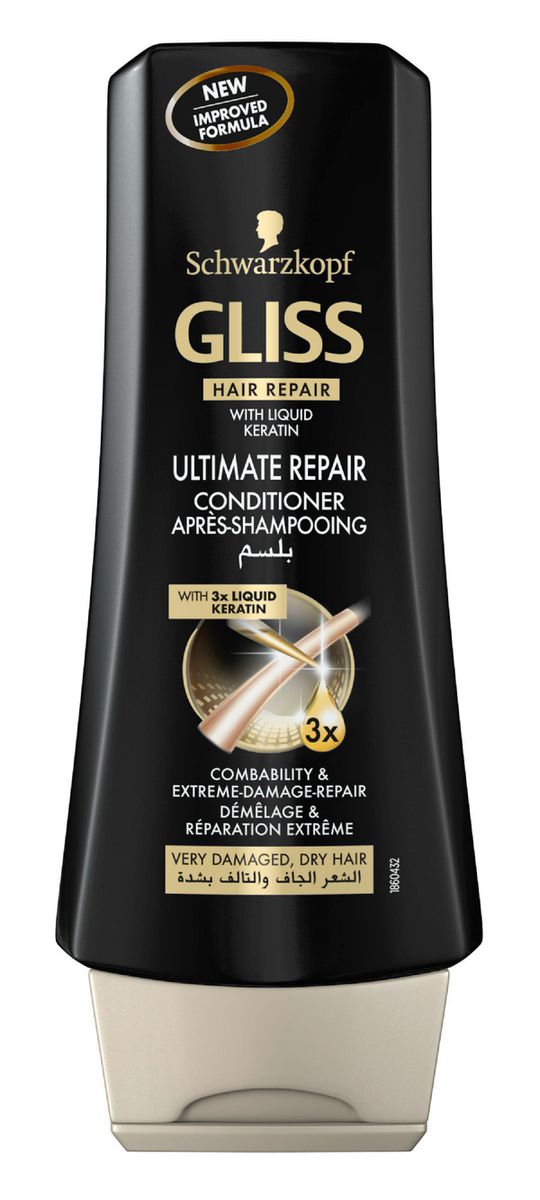 NEW
IMPROVED
FORMULA
Schwarzkopf
GLISS
HAIR REPAIR
WITH LIQUID
KERATIN
ULTIMATE REPAIR
CONDITIONER
APRÈS-SHAMPOOING
بلسم
WITH 3x LIQUID
KERATIN
3x
COMBABILITY &
EXTREME-DAMAGE-REPAIR
DÉMÊLAGE &
RÉPARATION EXTRÊME
VERY DAMAGED, DRY HAIR
الشعر الجاف والتالف بشدة
1860432